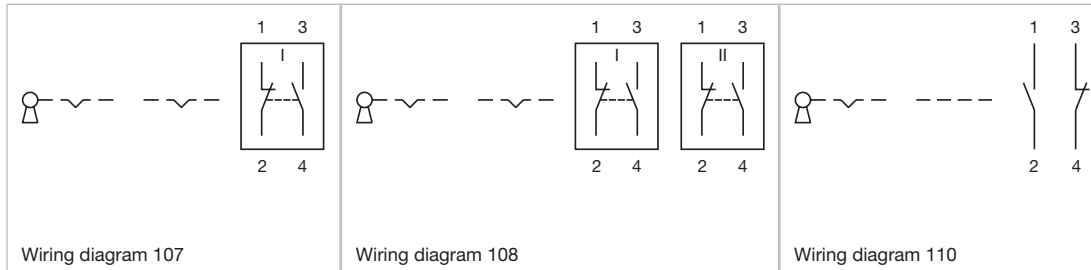 1 3
I
2 4
Wiring diagram 107
1 3 1 3
I II
2 4 2 4
Wiring diagram 108
1 3
2 4
Wiring diagram 110